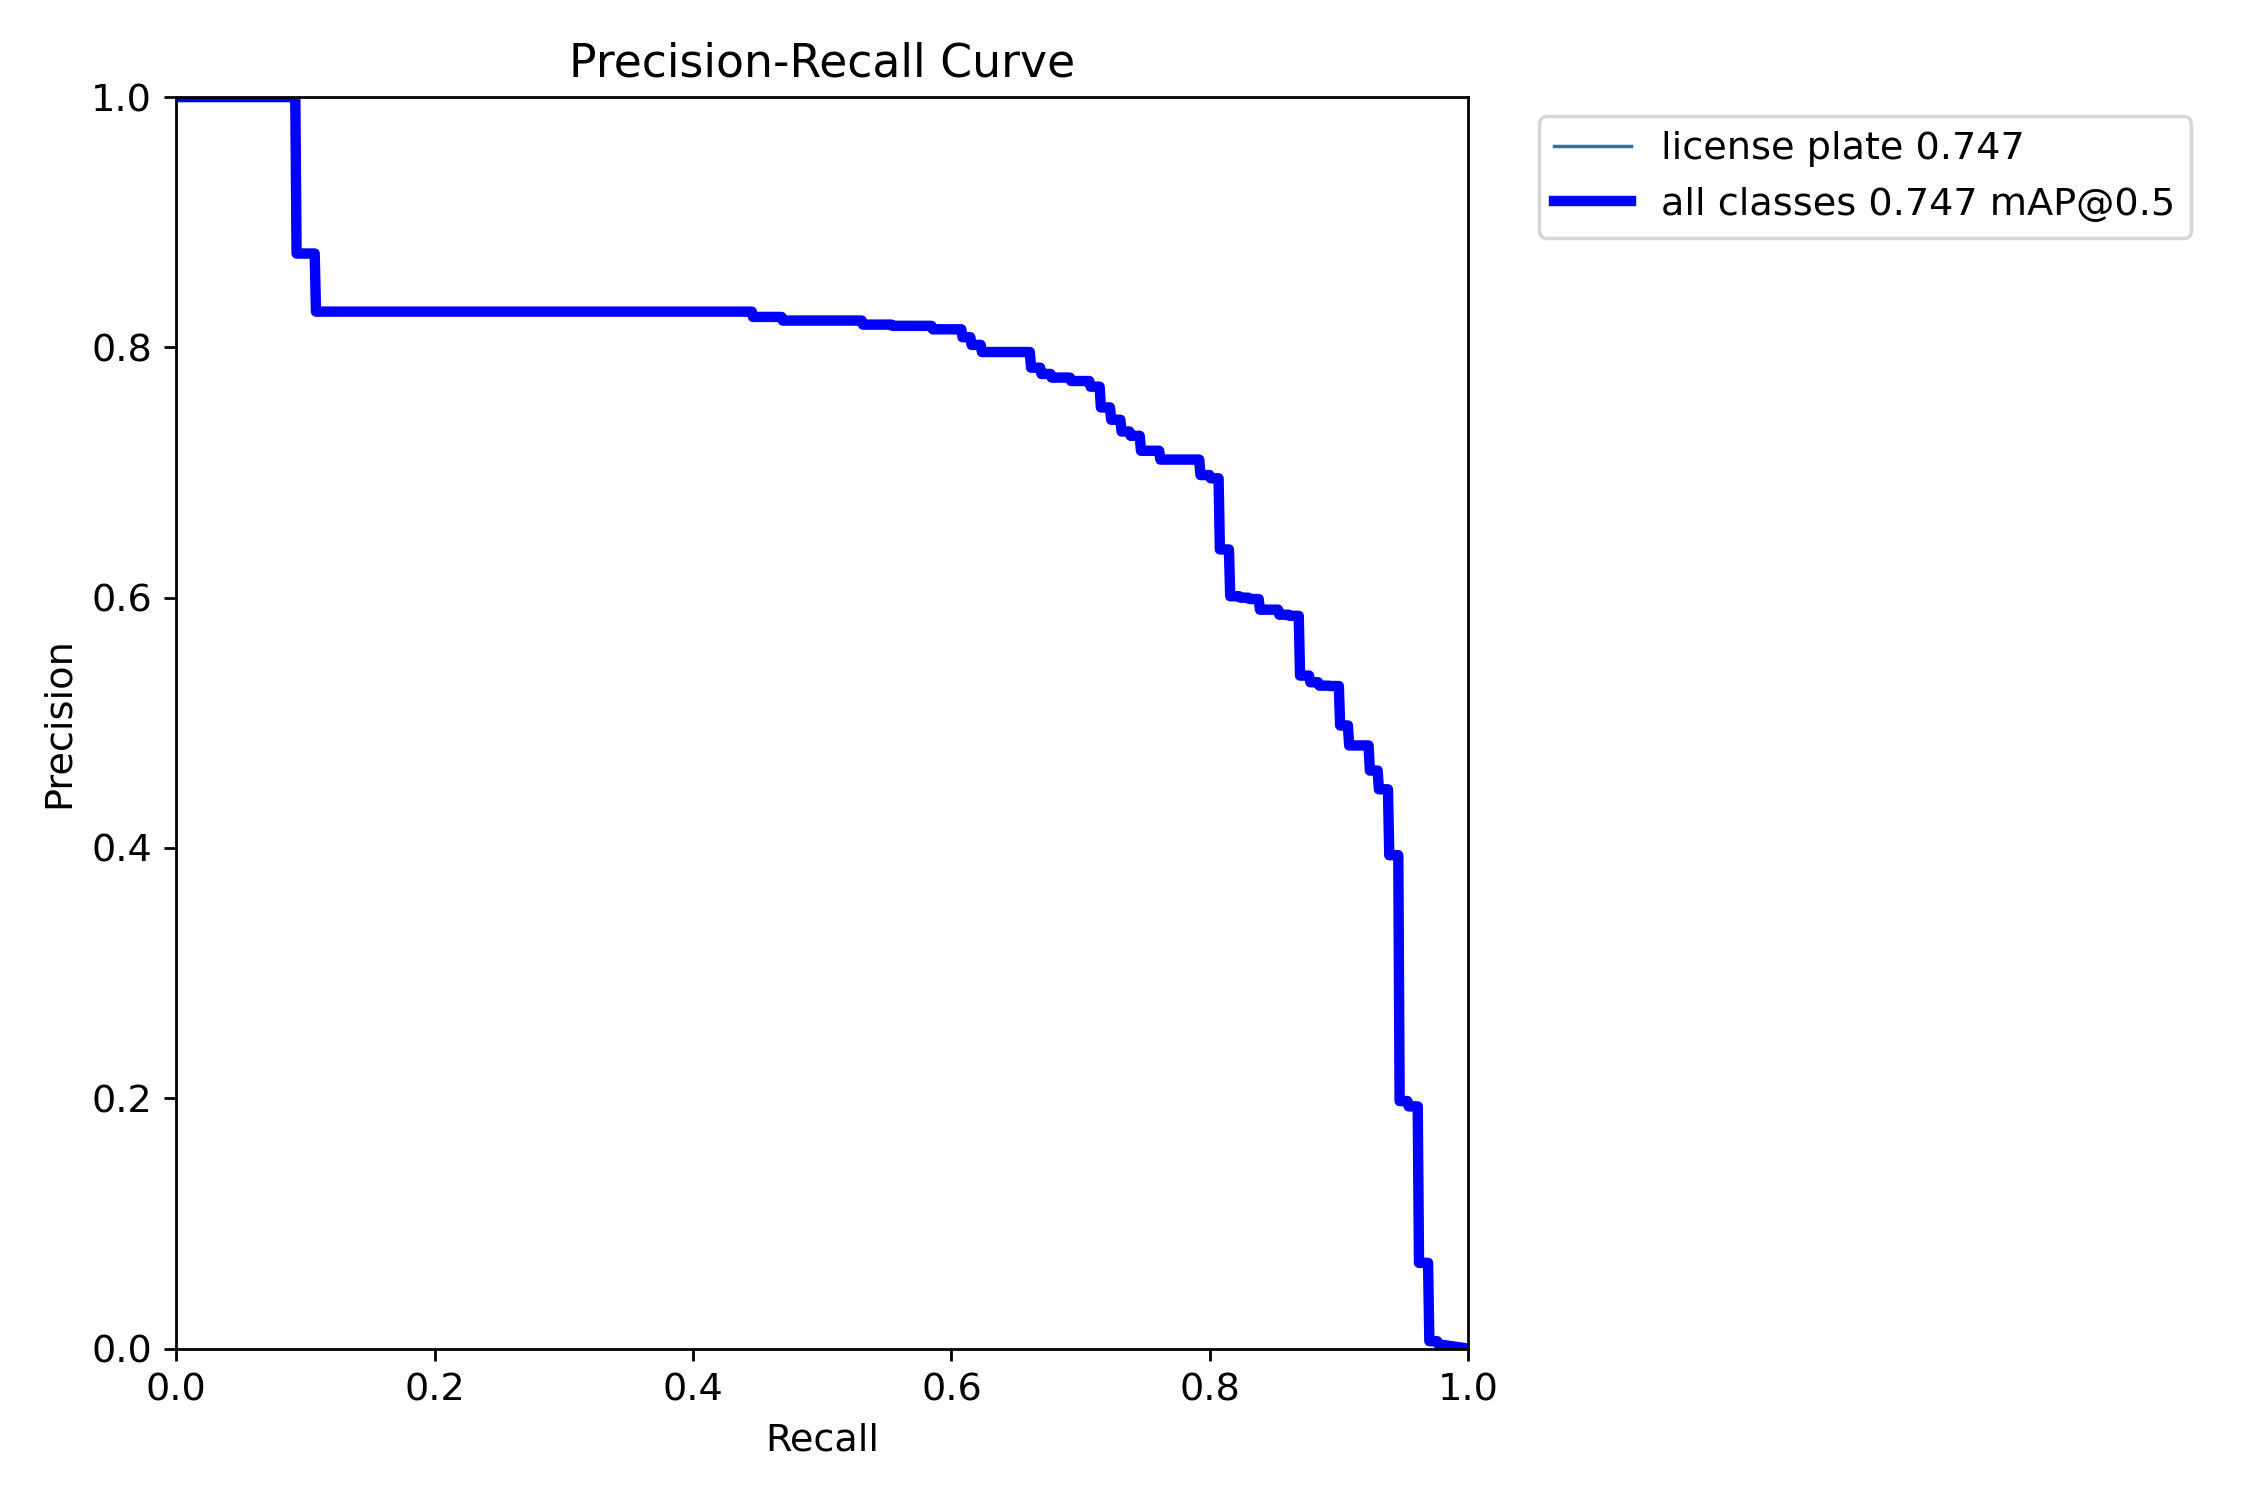 Precision-Recall Curve
license plate 0.747
all classes 0.747 mAP@0.5
1.0
0.8
0.6
0.4
0.2
0.0
Precision
0.0 0.2 0.4 0.6 0.8 1.0
Recall